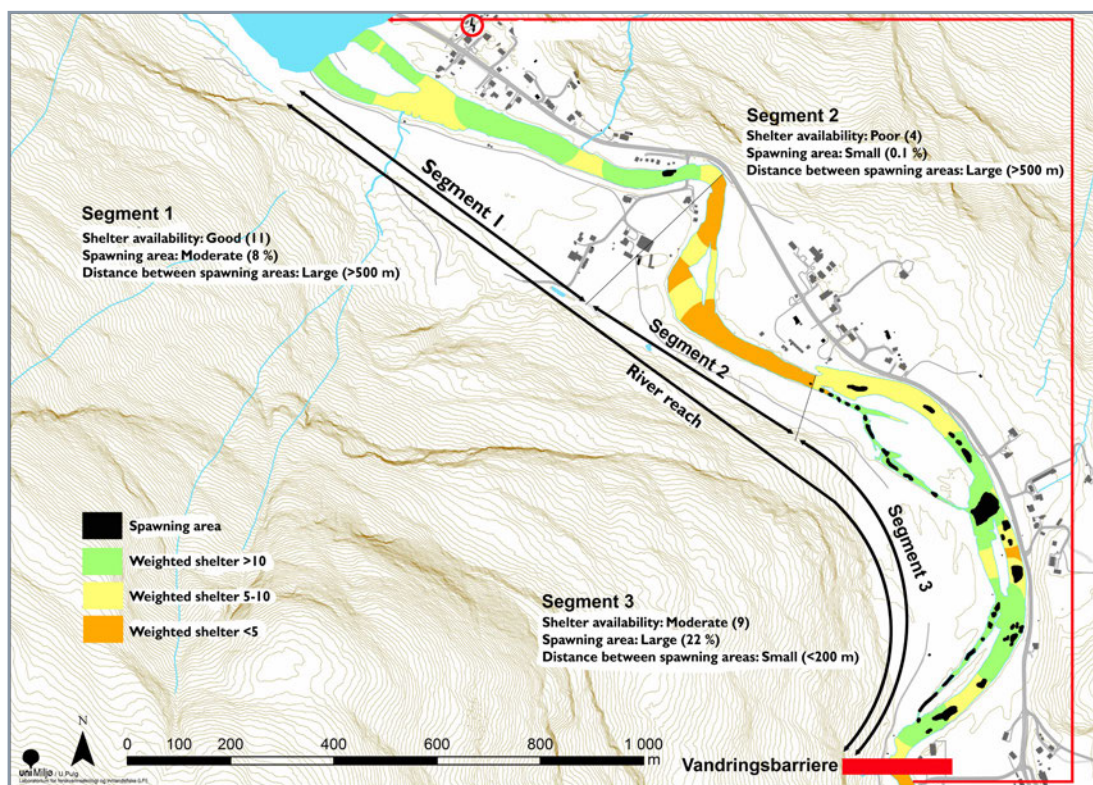 Segment 2
Shelter availability: Poor (4)
Spawning area: Small (0.1 %)
Distance between spawning areas: Large (>500 m)
Segment 1
Segment 1
Shelter availability: Good (11)
Spawning area: Moderate (8 %)
Distance between spawning areas: Large (>500 m)
Segment 2
River reach
Segment 3
Spawning area
Weighted shelter >10
Weighted shelter 5-10
Weighted shelter <5
Segment 3
Shelter availability: Moderate (9)
Spawning area: Large (22 %)
Distance between spawning areas: Small (<200 m)
N
0 100 200 400 600 800 1 000
m
Vandringsbarriere
uni Miljø / U.Pulg